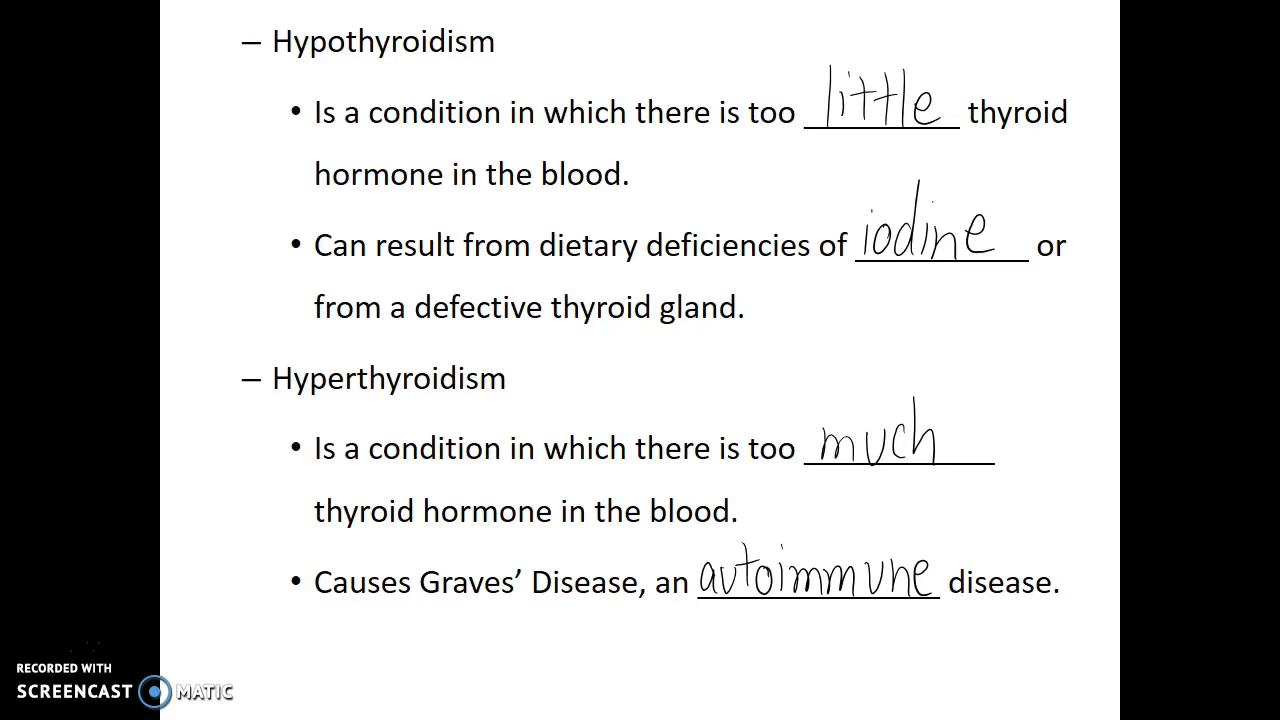 – Hypothyroidism
• Is a condition in which there is too little thyroid
hormone in the blood.
• Can result from dietary deficiencies of iodine or
from a defective thyroid gland.
– Hyperthyroidism
• Is a condition in which there is too much
thyroid hormone in the blood.
• Causes Graves’ Disease, an autoimmune disease.
RECORDED WITH
SCREENCAST MATIC